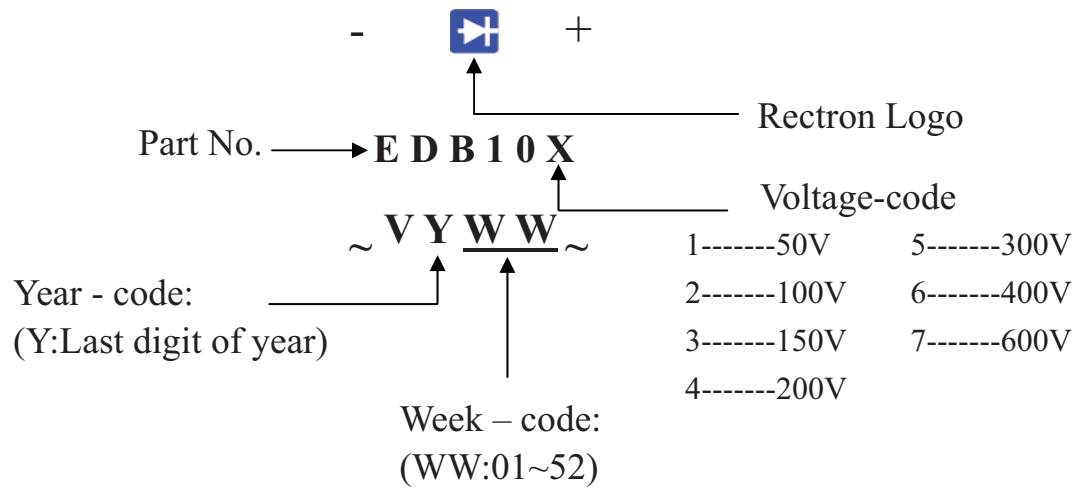 - +
Rectron Logo
Part No. E D B 1 0 X
Voltage-code
~ V Y W W ~
1-------50V 5-------300V
Year - code:
2-------100V 6-------400V
(Y:Last digit of year)
3-------150V 7-------600V
4-------200V
Week – code:
(WW:01~52)